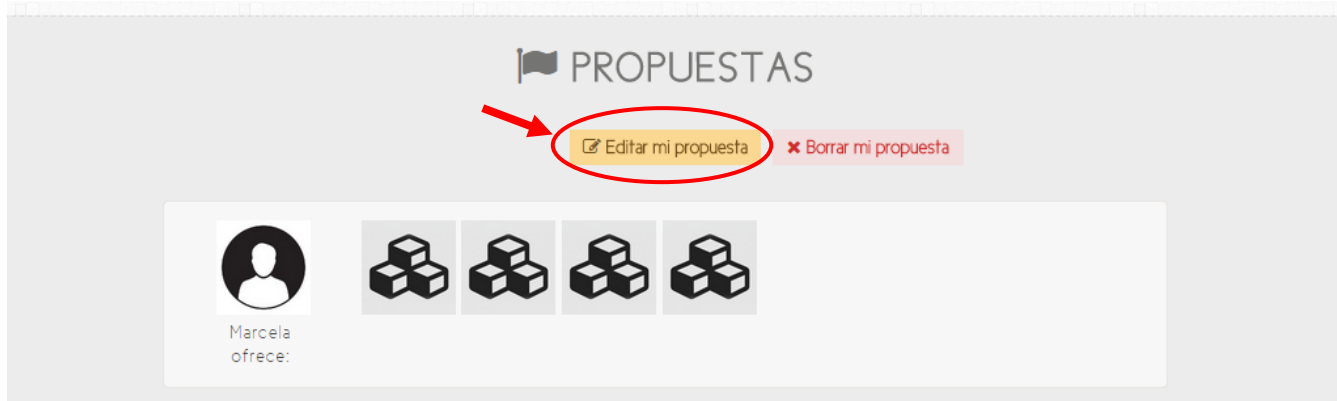 PROPUESTAS
Editar mi propuesta
Borrar mi propuesta
Marcela
ofrece: